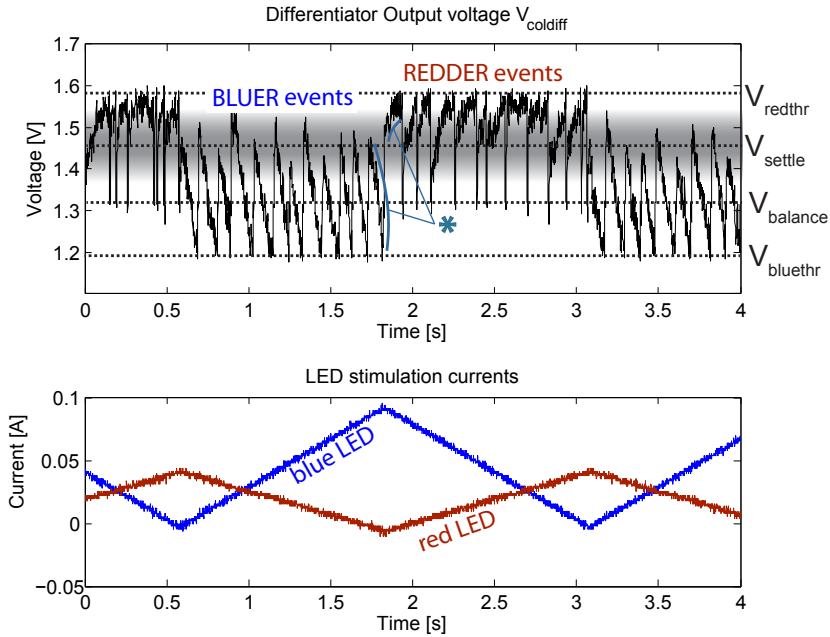 Differentiator Output voltage V_coldiff
1.7
1.6
1.5
1.4
1.3
1.2
Voltage [V]
BLUER events
REDDER events
*
V_redthr
V_settle
V_balance
V_bluethr
0
0.5
1
1.5
2
2.5
3
3.5
4
Time [s]
LED stimulation currents
0.1
0.05
0
−0.05
Current [A]
blue LED
red LED
0
0.5
1
1.5
2
2.5
3
3.5
4
Time [s]